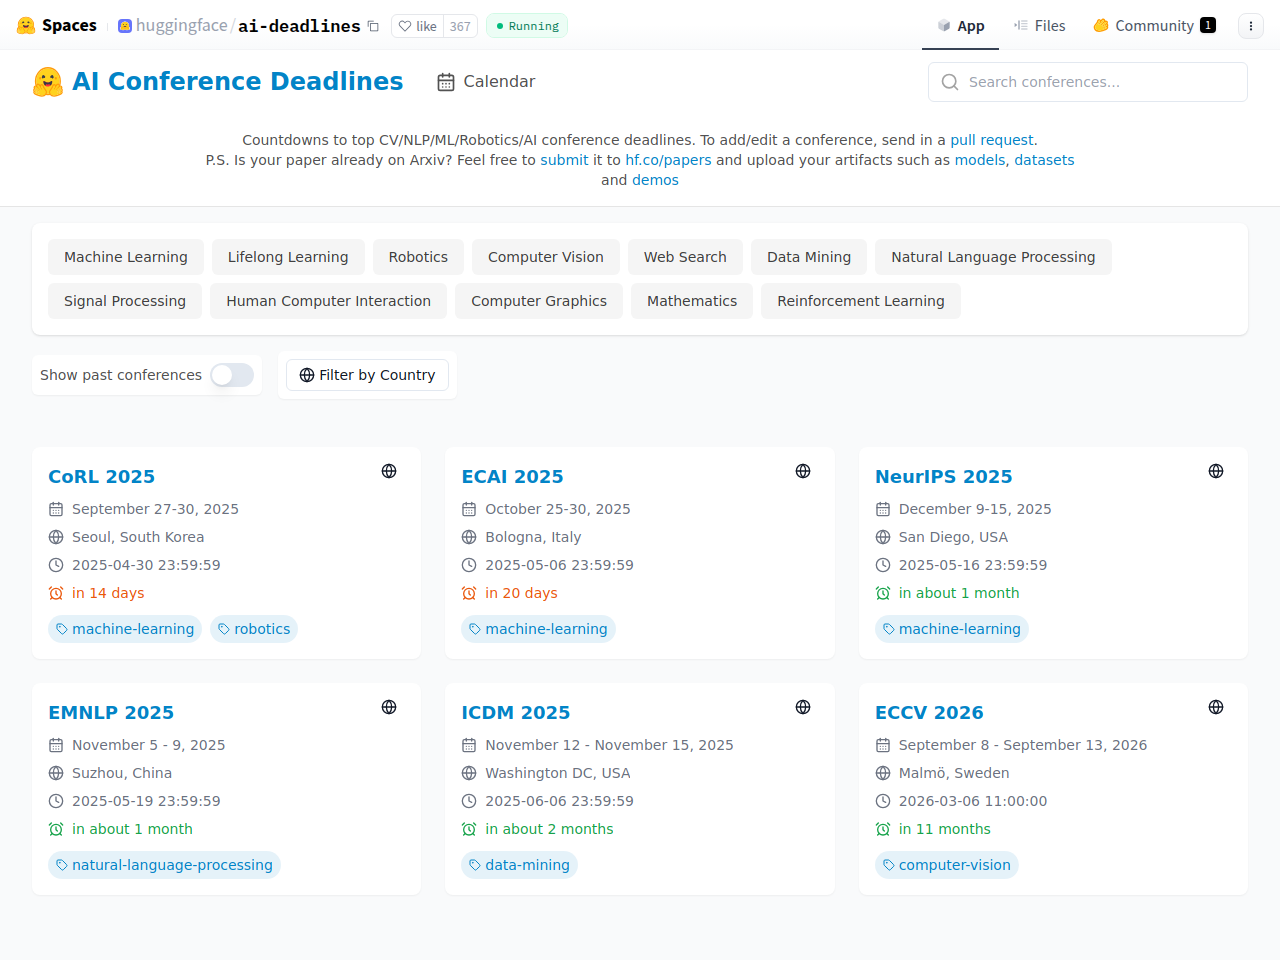 Spaces huggingface/ai-deadlines like 367 Running App Files Community 1
AI Conference Deadlines Calendar Search conferences...
Countdowns to top CV/NLP/ML/Robotics/AI conference deadlines. To add/edit a conference, send in a pull request.
P.S. Is your paper already on Arxiv? Feel free to submit it to hf.co/papers and upload your artifacts such as models, datasets
and demos
Machine Learning Lifelong Learning Robotics Computer Vision Web Search Data Mining Natural Language Processing
Signal Processing Human Computer Interaction Computer Graphics Mathematics Reinforcement Learning
Show past conferences Filter by Country
CoRL 2025
September 27-30, 2025
Seoul, South Korea
2025-04-30 23:59:59
in 14 days
machine-learning robotics
ECAI 2025
October 25-30, 2025
Bologna, Italy
2025-05-06 23:59:59
in 20 days
machine-learning
NeurIPS 2025
December 9-15, 2025
San Diego, USA
2025-05-16 23:59:59
in about 1 month
machine-learning
EMNLP 2025
November 5 - 9, 2025
Suzhou, China
2025-05-19 23:59:59
in about 1 month
natural-language-processing
ICDM 2025
November 12 - November 15, 2025
Washington DC, USA
2025-06-06 23:59:59
in about 2 months
data-mining
ECCV 2026
September 8 - September 13, 2026
Malmö, Sweden
2026-03-06 11:00:00
in 11 months
computer-vision